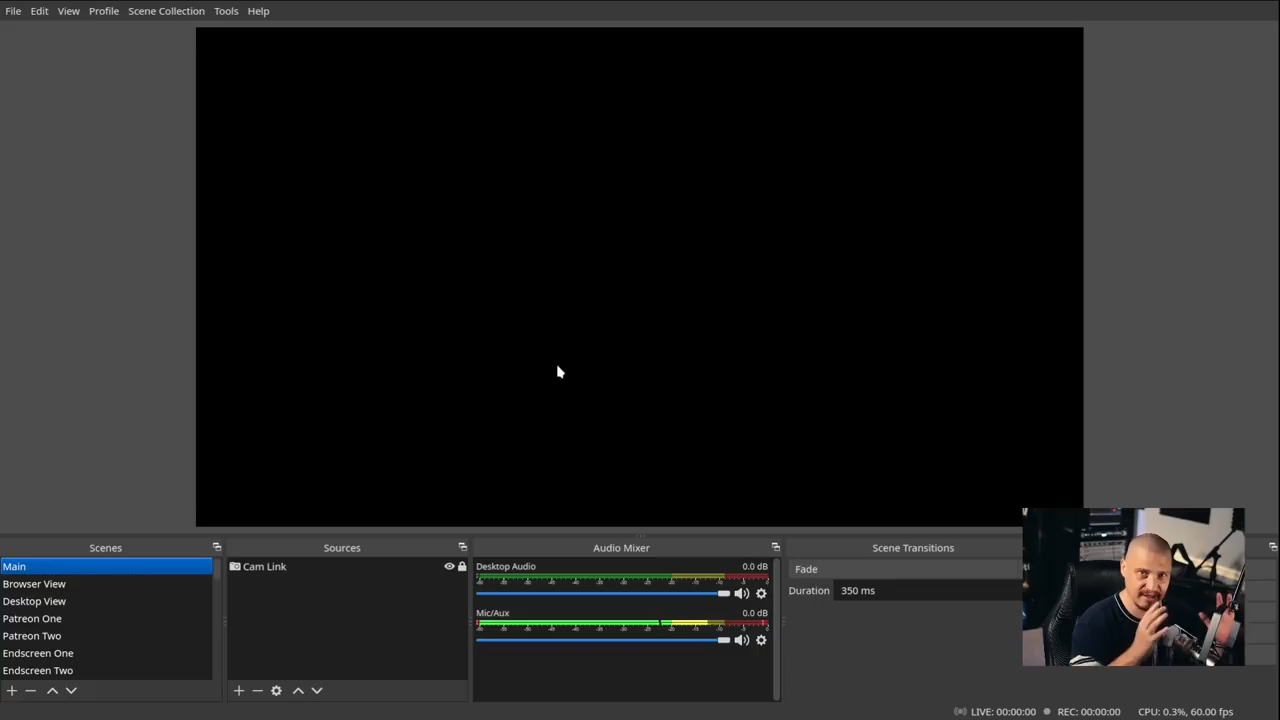 File Edit View Profile Scene Collection Tools Help
Scenes
Main
Browser View
Desktop View
Patreon One
Patreon Two
Endscreen One
Endscreen Two
Sources
Cam Link
Audio Mixer
Desktop Audio 0.0 dB
Mic/Aux 0.0 dB
Scene Transitions
Fade
Duration 350 ms
LIVE: 00:00:00 REC: 00:00:00 CPU: 0.3%, 60.00 fps